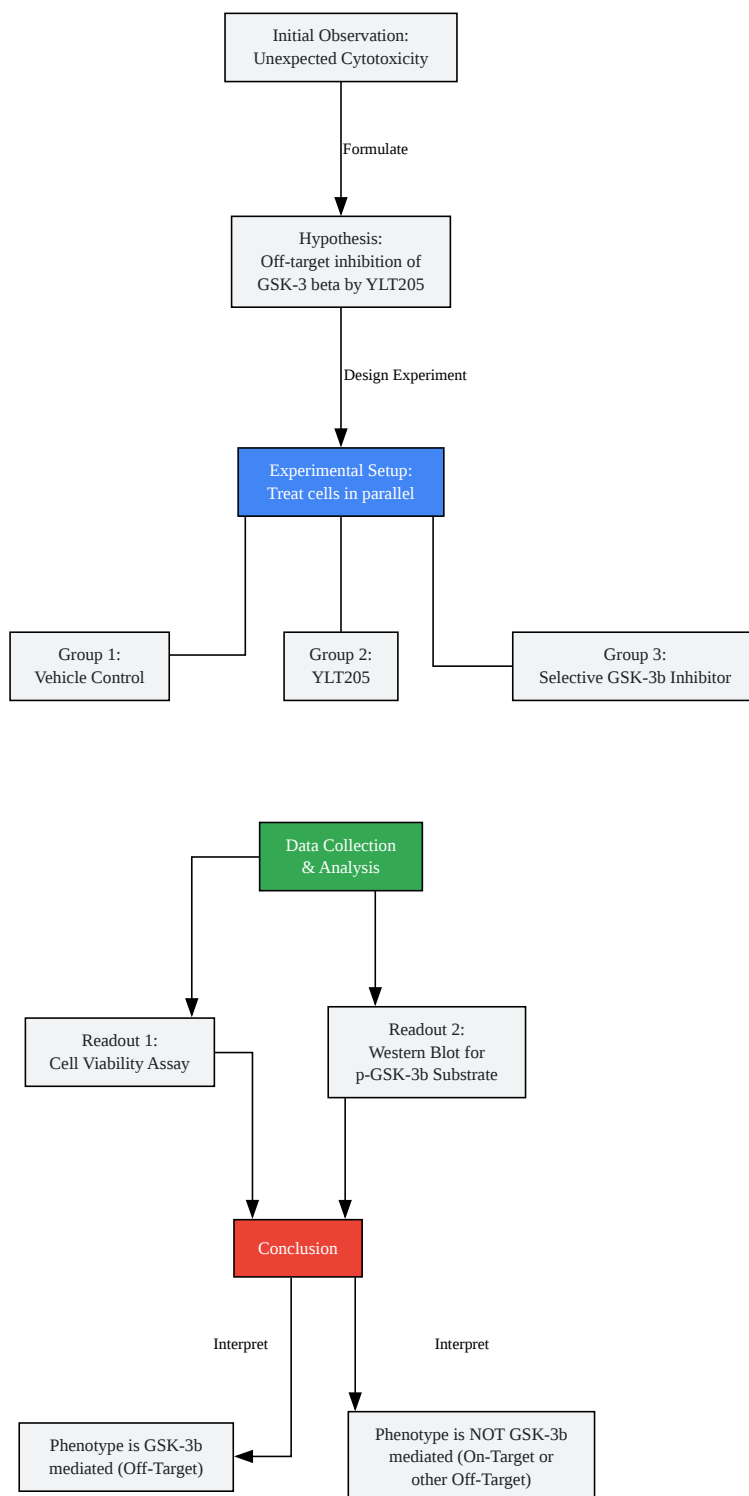 Initial Observation:
Unexpected Cytotoxicity
Formulate
Hypothesis:
Off-target inhibition of
GSK-3 beta by YLT205
Design Experiment
Experimental Setup:
Treat cells in parallel
Group 1:
Vehicle Control
Group 2:
YLT205
Group 3:
Selective GSK-3b Inhibitor
Data Collection
& Analysis
Readout 1:
Cell Viability Assay
Readout 2:
Western Blot for
p-GSK-3b Substrate
Conclusion
Interpret
Interpret
Phenotype is GSK-3b
mediated (Off-Target)
Phenotype is NOT GSK-3b
mediated (On-Target or
other Off-Target)